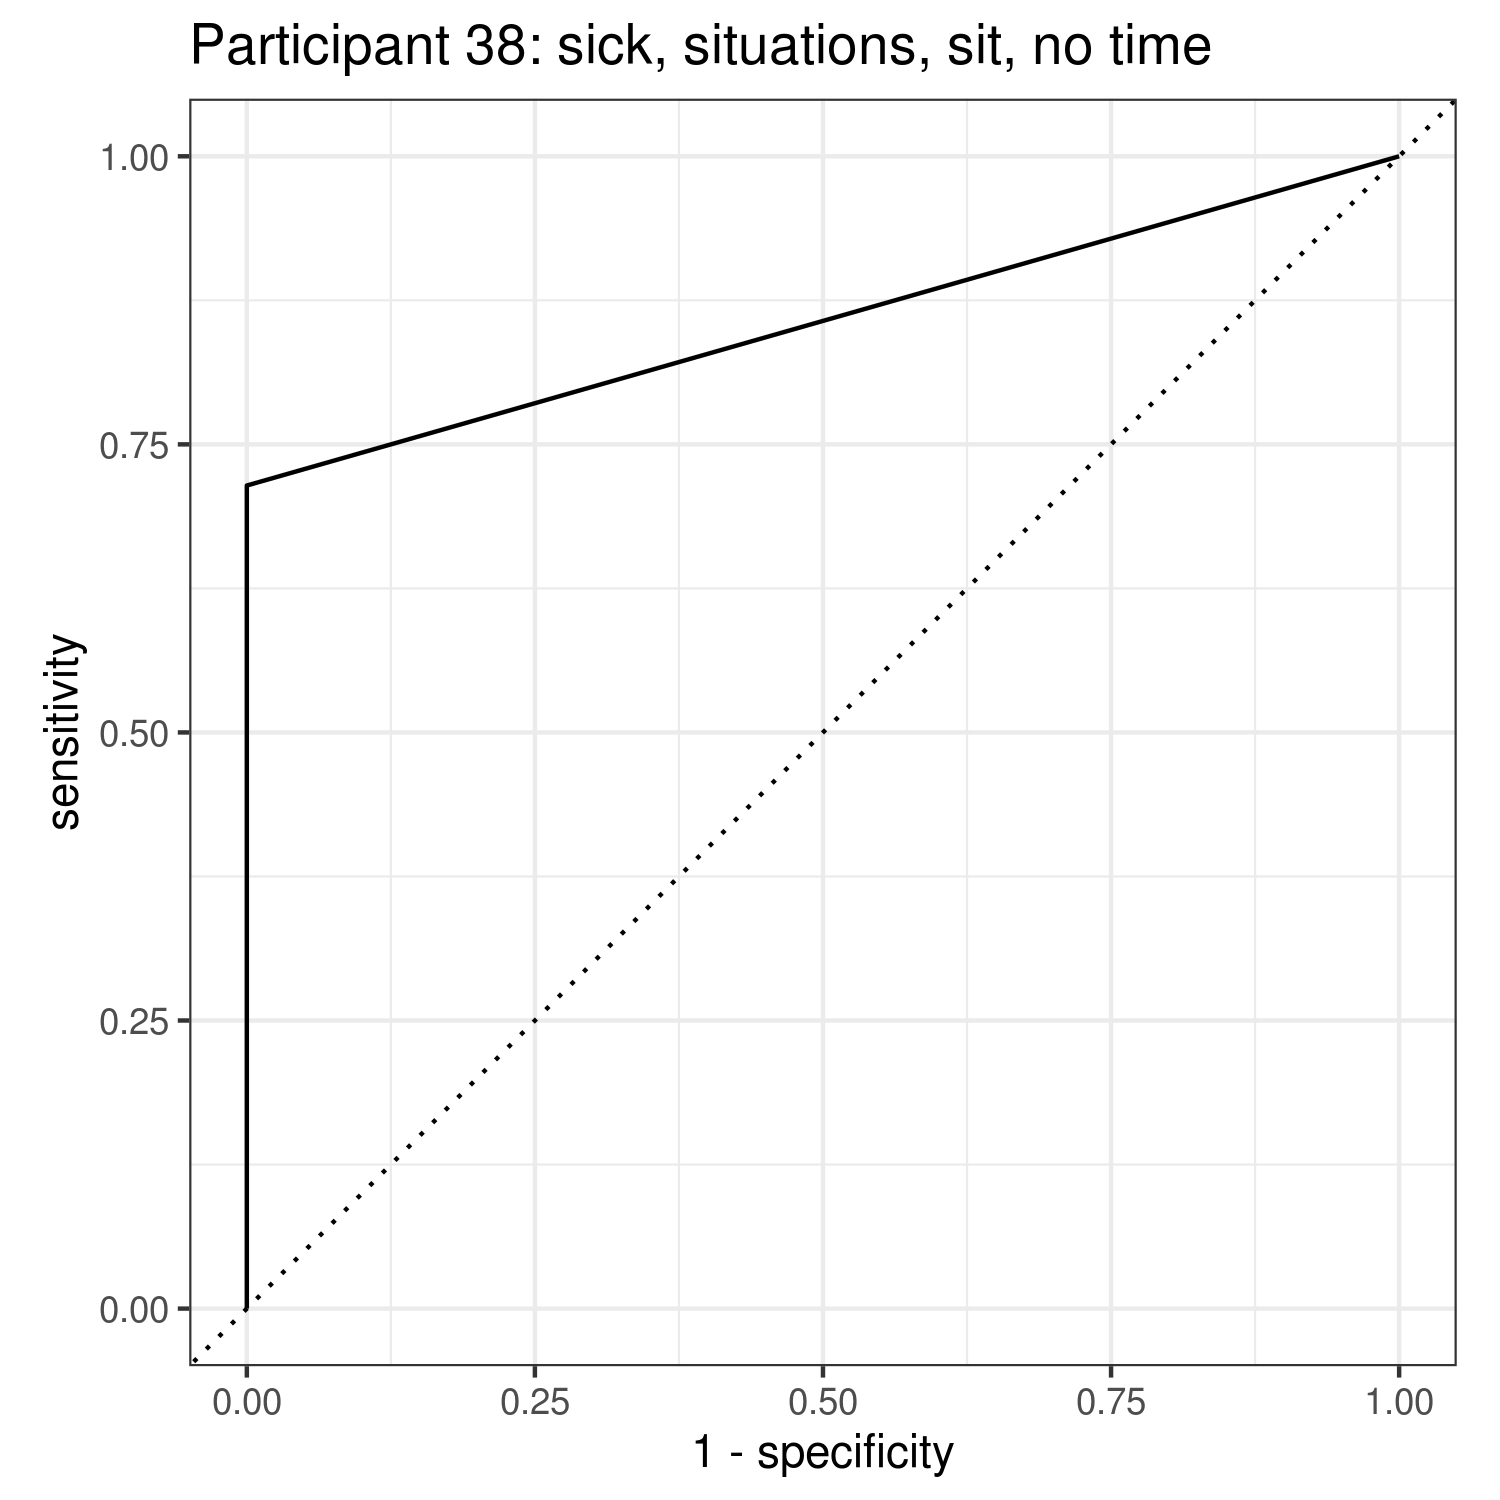 Participant 38: sick, situations, sit, no time
1.00
0.75
0.50
0.25
0.00
sensitivity
0.00 0.25 0.50 0.75 1.00
1 - specificity